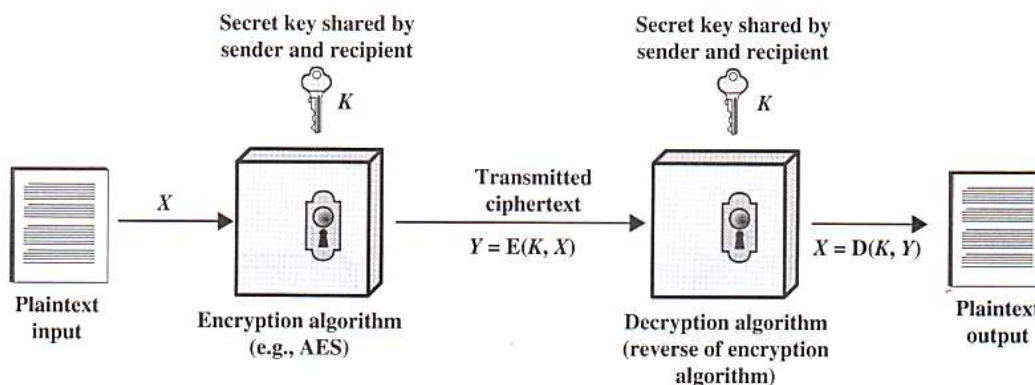 Secret key shared by
sender and recipient
K
Secret key shared by
sender and recipient
K
X
Transmitted
ciphertext
Y = E(K, X)
X = D(K, Y)
Plaintext
input
Encryption algorithm
(e.g., AES)
Decryption algorithm
(reverse of encryption
algorithm)
Plaintext
output